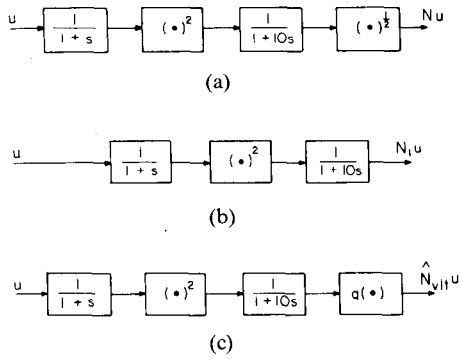 u 1/(1 + s) (•)² 1/(1 + 10s) (•)^½ Nu
(a)
u 1/(1 + s) (•)² 1/(1 + 10s) N₁u
(b)
u 1/(1 + s) (•)² 1/(1 + 10s) a(•) N̂_v|t u
(c)